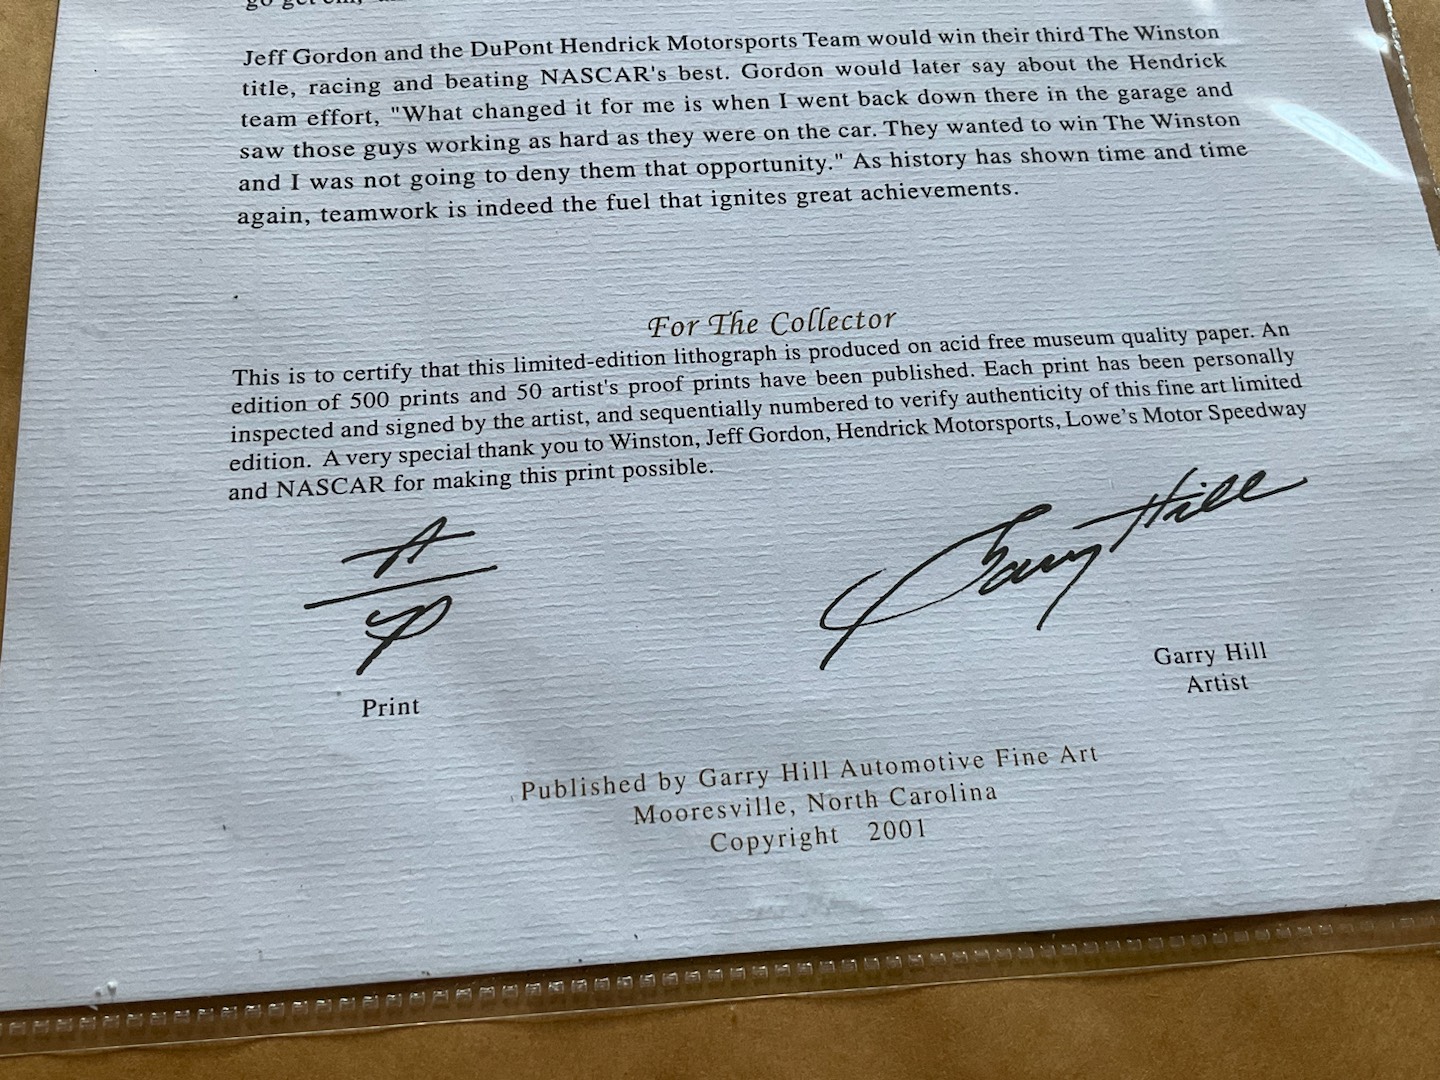 Jeff Gordon and the DuPont Hendrick Motorsports Team would win their third The Winston
title, racing and beating NASCAR's best. Gordon would later say about the Hendrick
team effort, "What changed it for me is when I went back down there in the garage and
saw those guys working as hard as they were on the car. They wanted to win The Winston
and I was not going to deny them that opportunity." As history has shown time and time
again, teamwork is indeed the fuel that ignites great achievements.
For The Collector
This is to certify that this limited-edition lithograph is produced on acid free museum quality paper. An
edition of 500 prints and 50 artist's proof prints have been published. Each print has been personally
inspected and signed by the artist, and sequentially numbered to verify authenticity of this fine art limited
edition. A very special thank you to Winston, Jeff Gordon, Hendrick Motorsports, Lowe's Motor Speedway
and NASCAR for making this print possible.
A
P
Garry Hill
Print
Garry Hill
Artist
Published by Garry Hill Automotive Fine Art
Mooresville, North Carolina
Copyright 2001